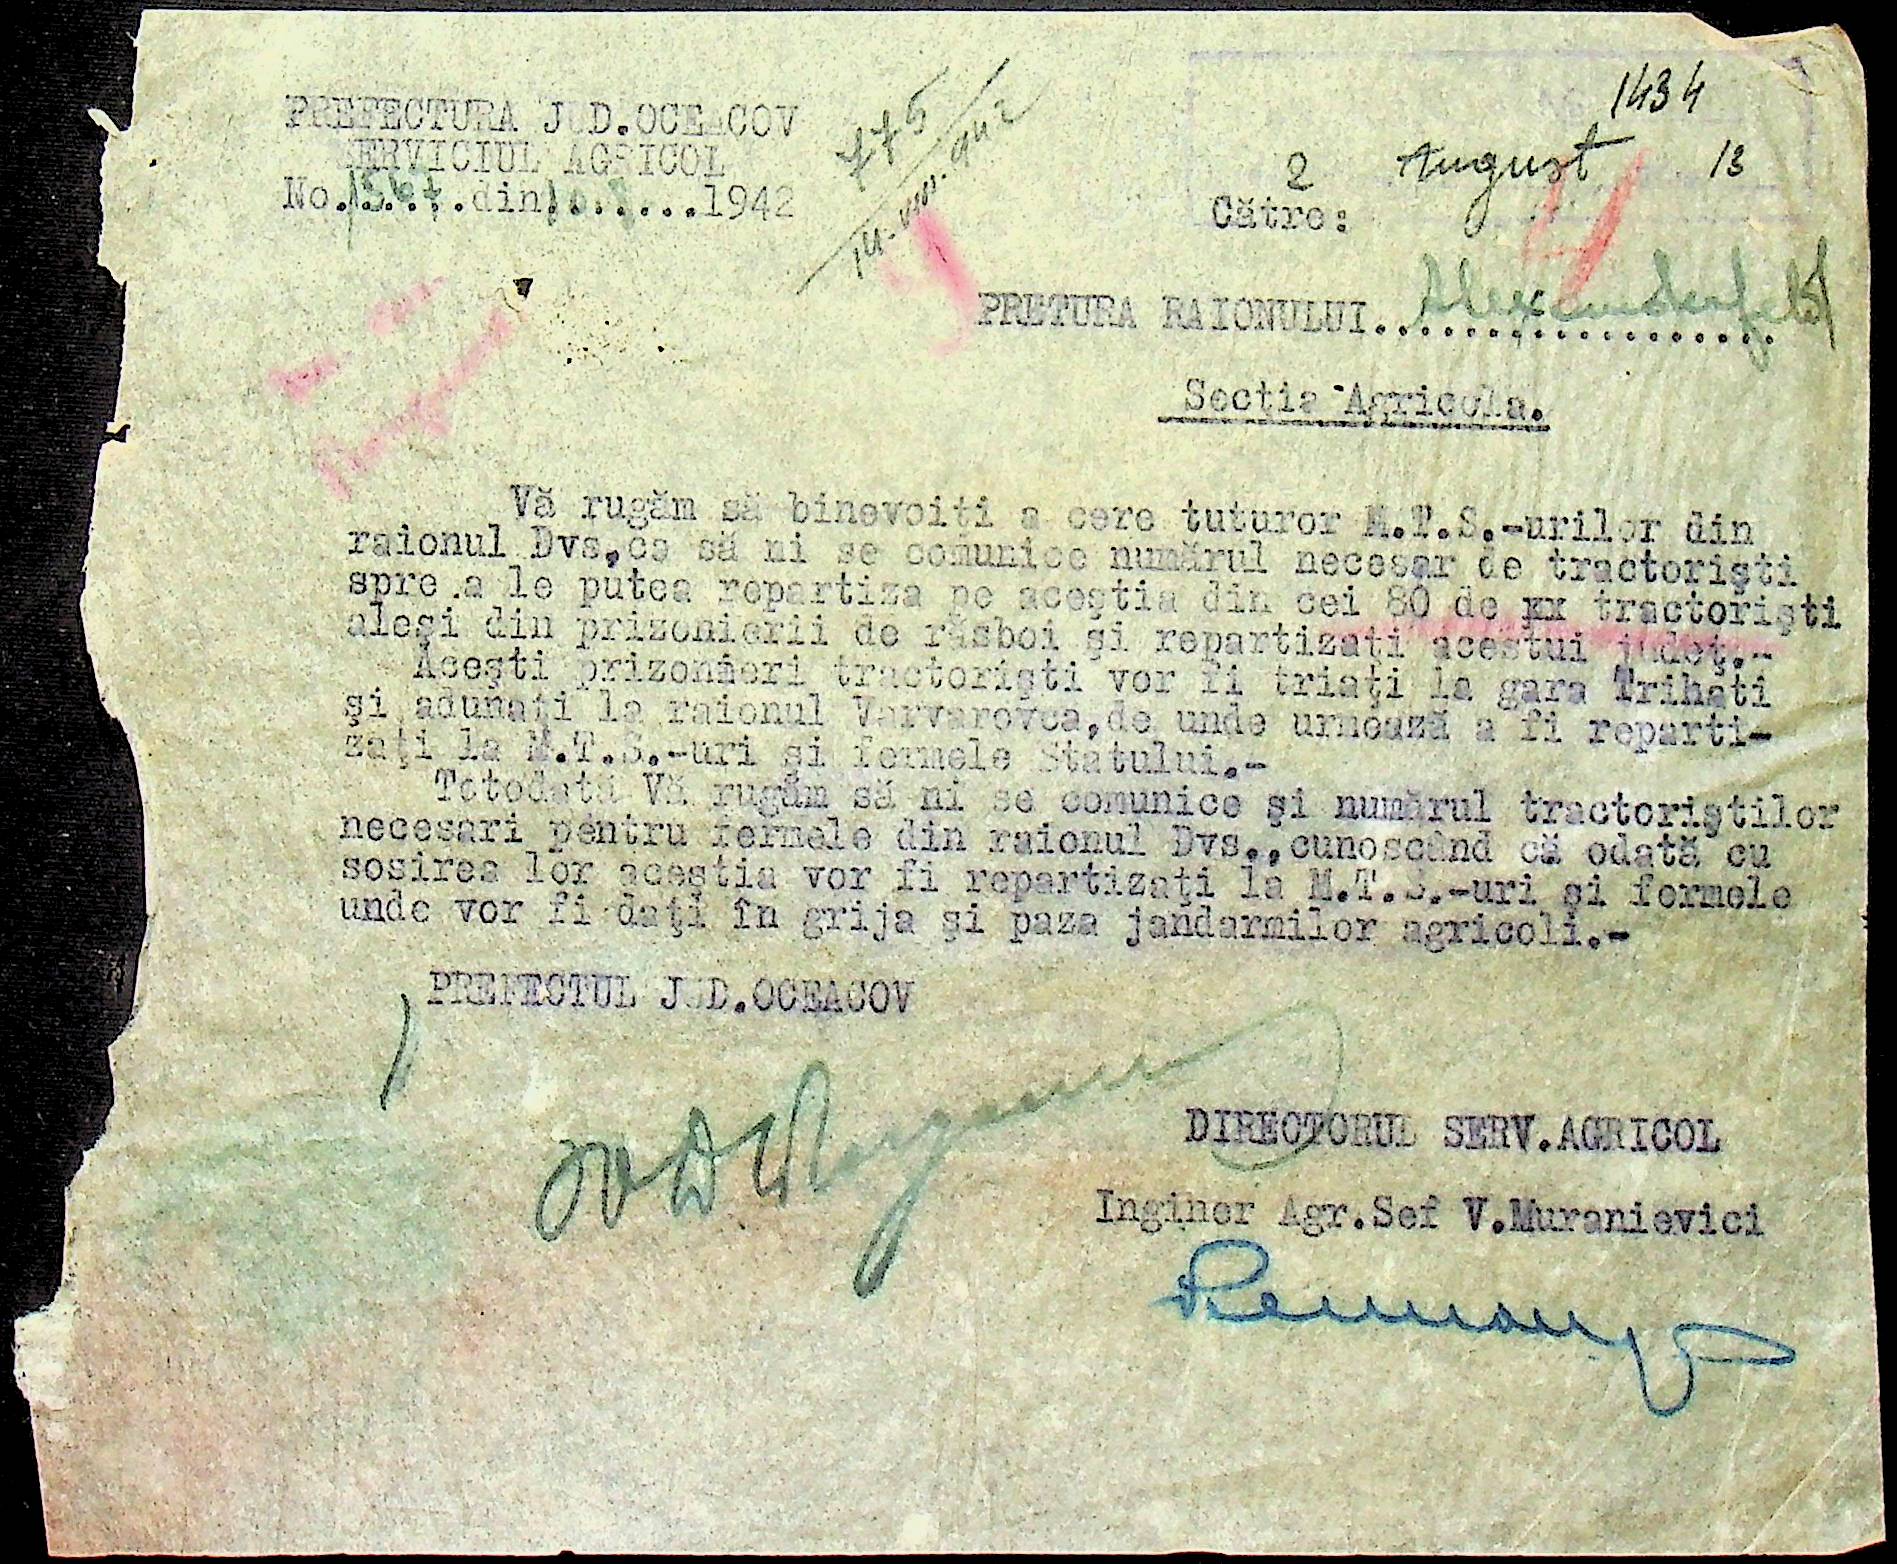 PREFECTURA JUD.OCEACOV
SERVICIUL AGRICOL
No. din 1942
775
1434
2 August 13
Către:
PRETURA RAIONULUI Alexandarfeld
Secția Agricola.
Vă rugăm să binevoiți a cere tuturor M.T.S.-urilor din
raionul Dvs,ca să ni se comunice numărul necesar de tractoriști
spre a le putea repartiza pe aceștia din cei 80 de xx tractoriști
aleși din prizonierii de răsboi și repartizați acestui județ.-
Acești prizonieri tractoriști vor fi triați la gara Trihati
și adunați la raionul Varvarovca,de unde urmează a fi reparti-
zați la M.T.S.-uri și fermele Statului.-
Totodată Vă rugăm să ni se comunice și numărul tractoriștilor
necesari pentru fermele din raionul Dvs.,cunoscând că odată cu
sosirea lor aceștia vor fi repartizați la M.T.S.-uri și fermele
unde vor fi dați în grija și paza jandarmilor agricoli.-
PREFECTUL JUD.OCEACOV
DIRECTORUL SERV.AGRICOL
Inginer Agr.Sef V.Muranievici